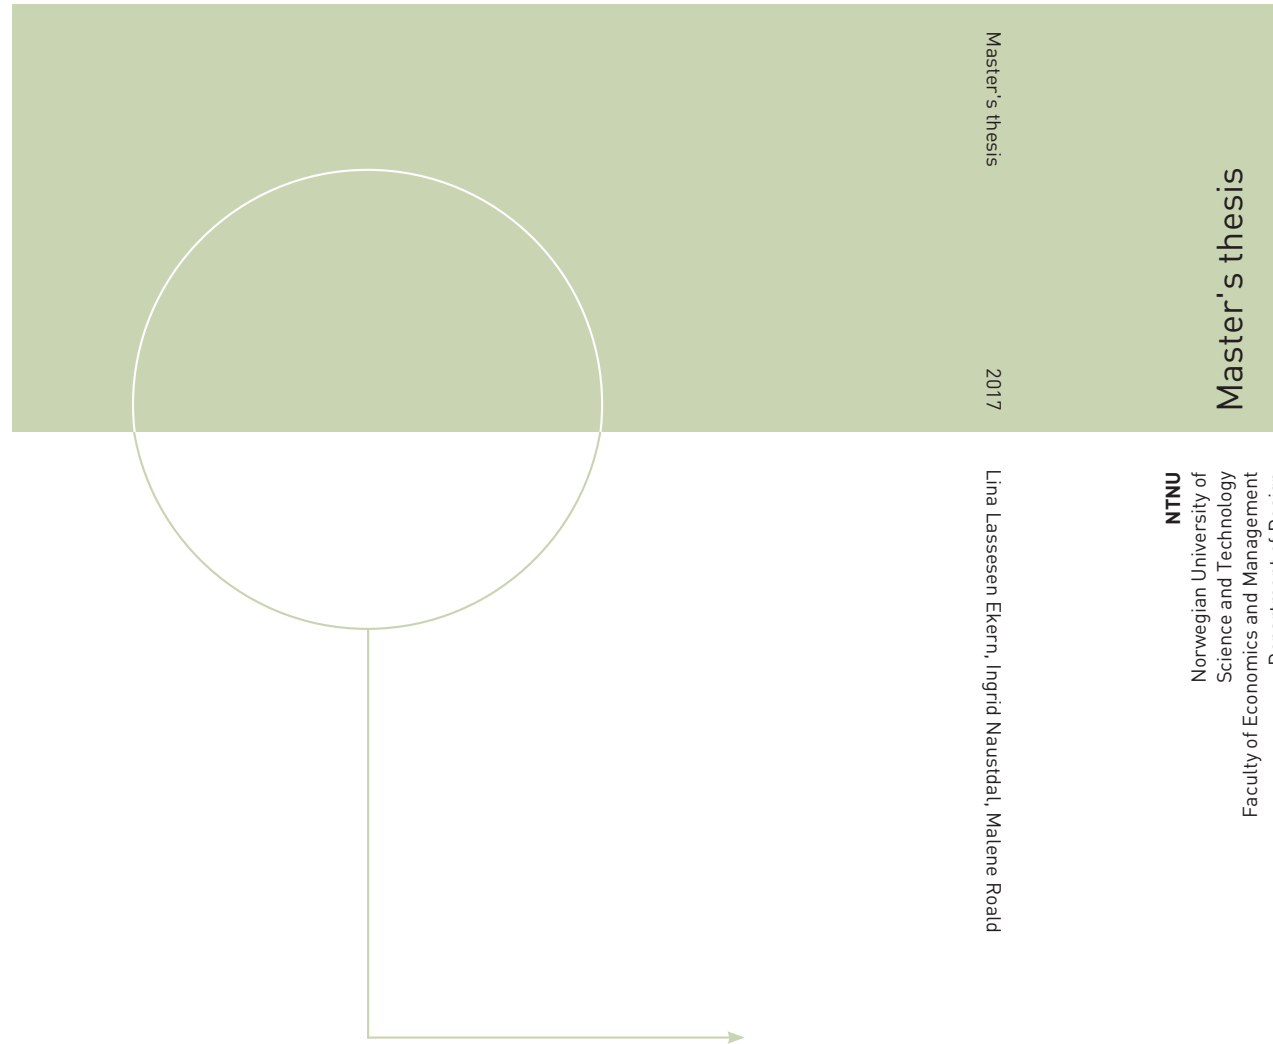 Master's thesis
2017
Lina Lassesen Ekern, Ingrid Naustdal, Malene Roald
Master's thesis
NTNU
Norwegian University of
Science and Technology
Faculty of Economics and Management